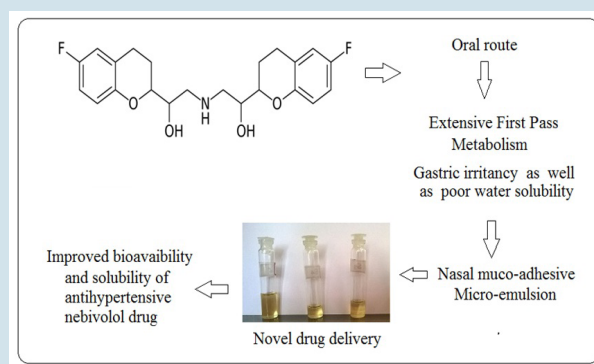 F
F
O
O
N
H
OH
OH
Oral route
Extensive First Pass
Metabolism
Gastric irritancy as well
as poor water solubility
Nasal muco-adhesive
Micro-emulsion
Novel drug delivery
Improved bioavaibility
and solubility of
antihypertensive
nebivolol drug